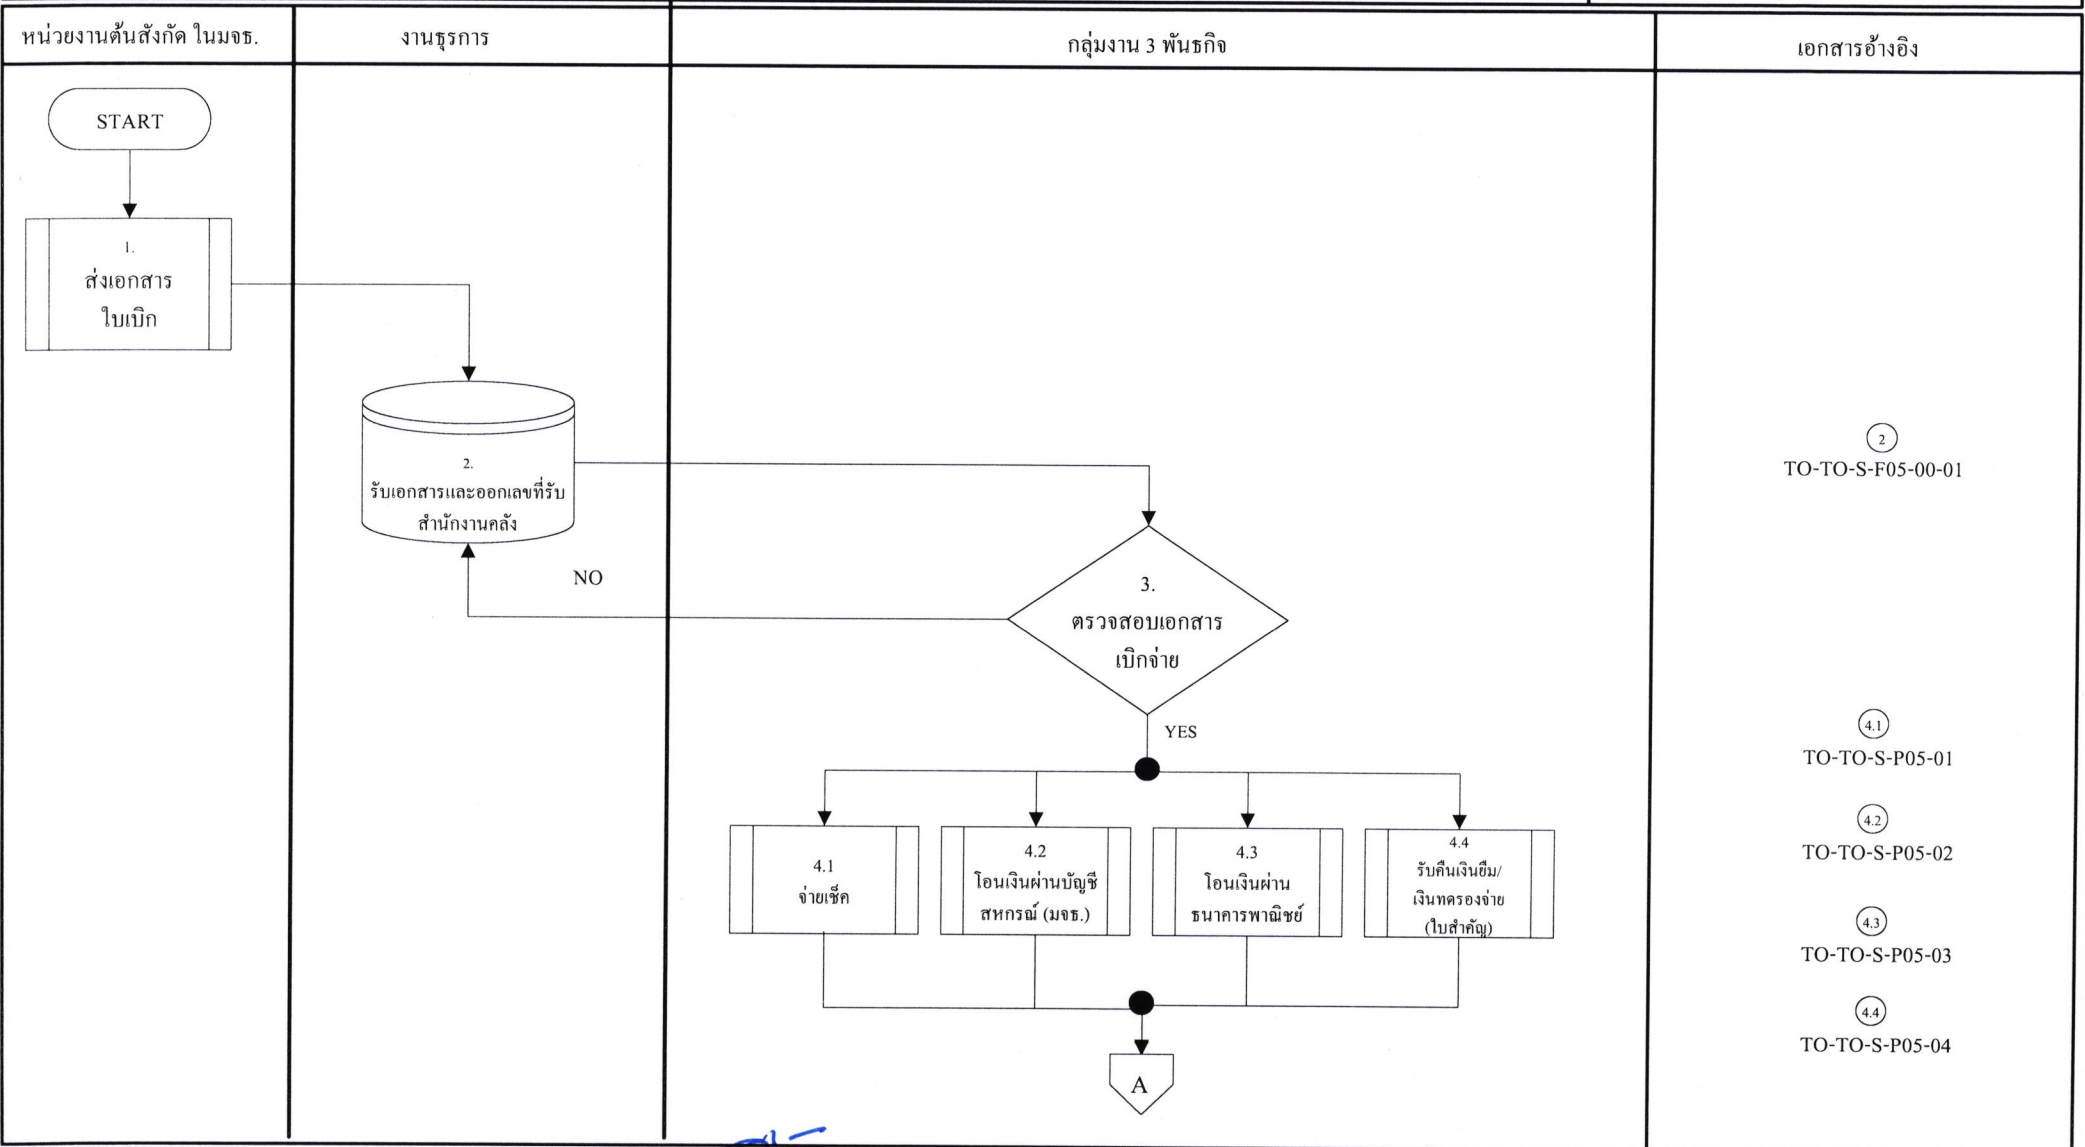 หน่วยงานต้นสังกัด ในมจธ.
งานธุรการ
กลุ่มงาน 3 พันธกิจ
เอกสารอ้างอิง
START
1.
ส่งเอกสาร
ใบเบิก
2.
รับเอกสารและออกเลขที่รับ
สำนักงานคลัง
2
TO-TO-S-F05-00-01
NO
3.
ตรวจสอบเอกสาร
เบิกจ่าย
YES
4.1
จ่ายเช็ค
4.2
โอนเงินผ่านบัญชี
สหกรณ์ (มจธ.)
4.3
โอนเงินผ่าน
ธนาคารพาณิชย์
4.4
รับคืนเงินยืม/
เงินทดรองจ่าย
(ใบสำคัญ)
A
4.1
TO-TO-S-P05-01
4.2
TO-TO-S-P05-02
4.3
TO-TO-S-P05-03
4.4
TO-TO-S-P05-04